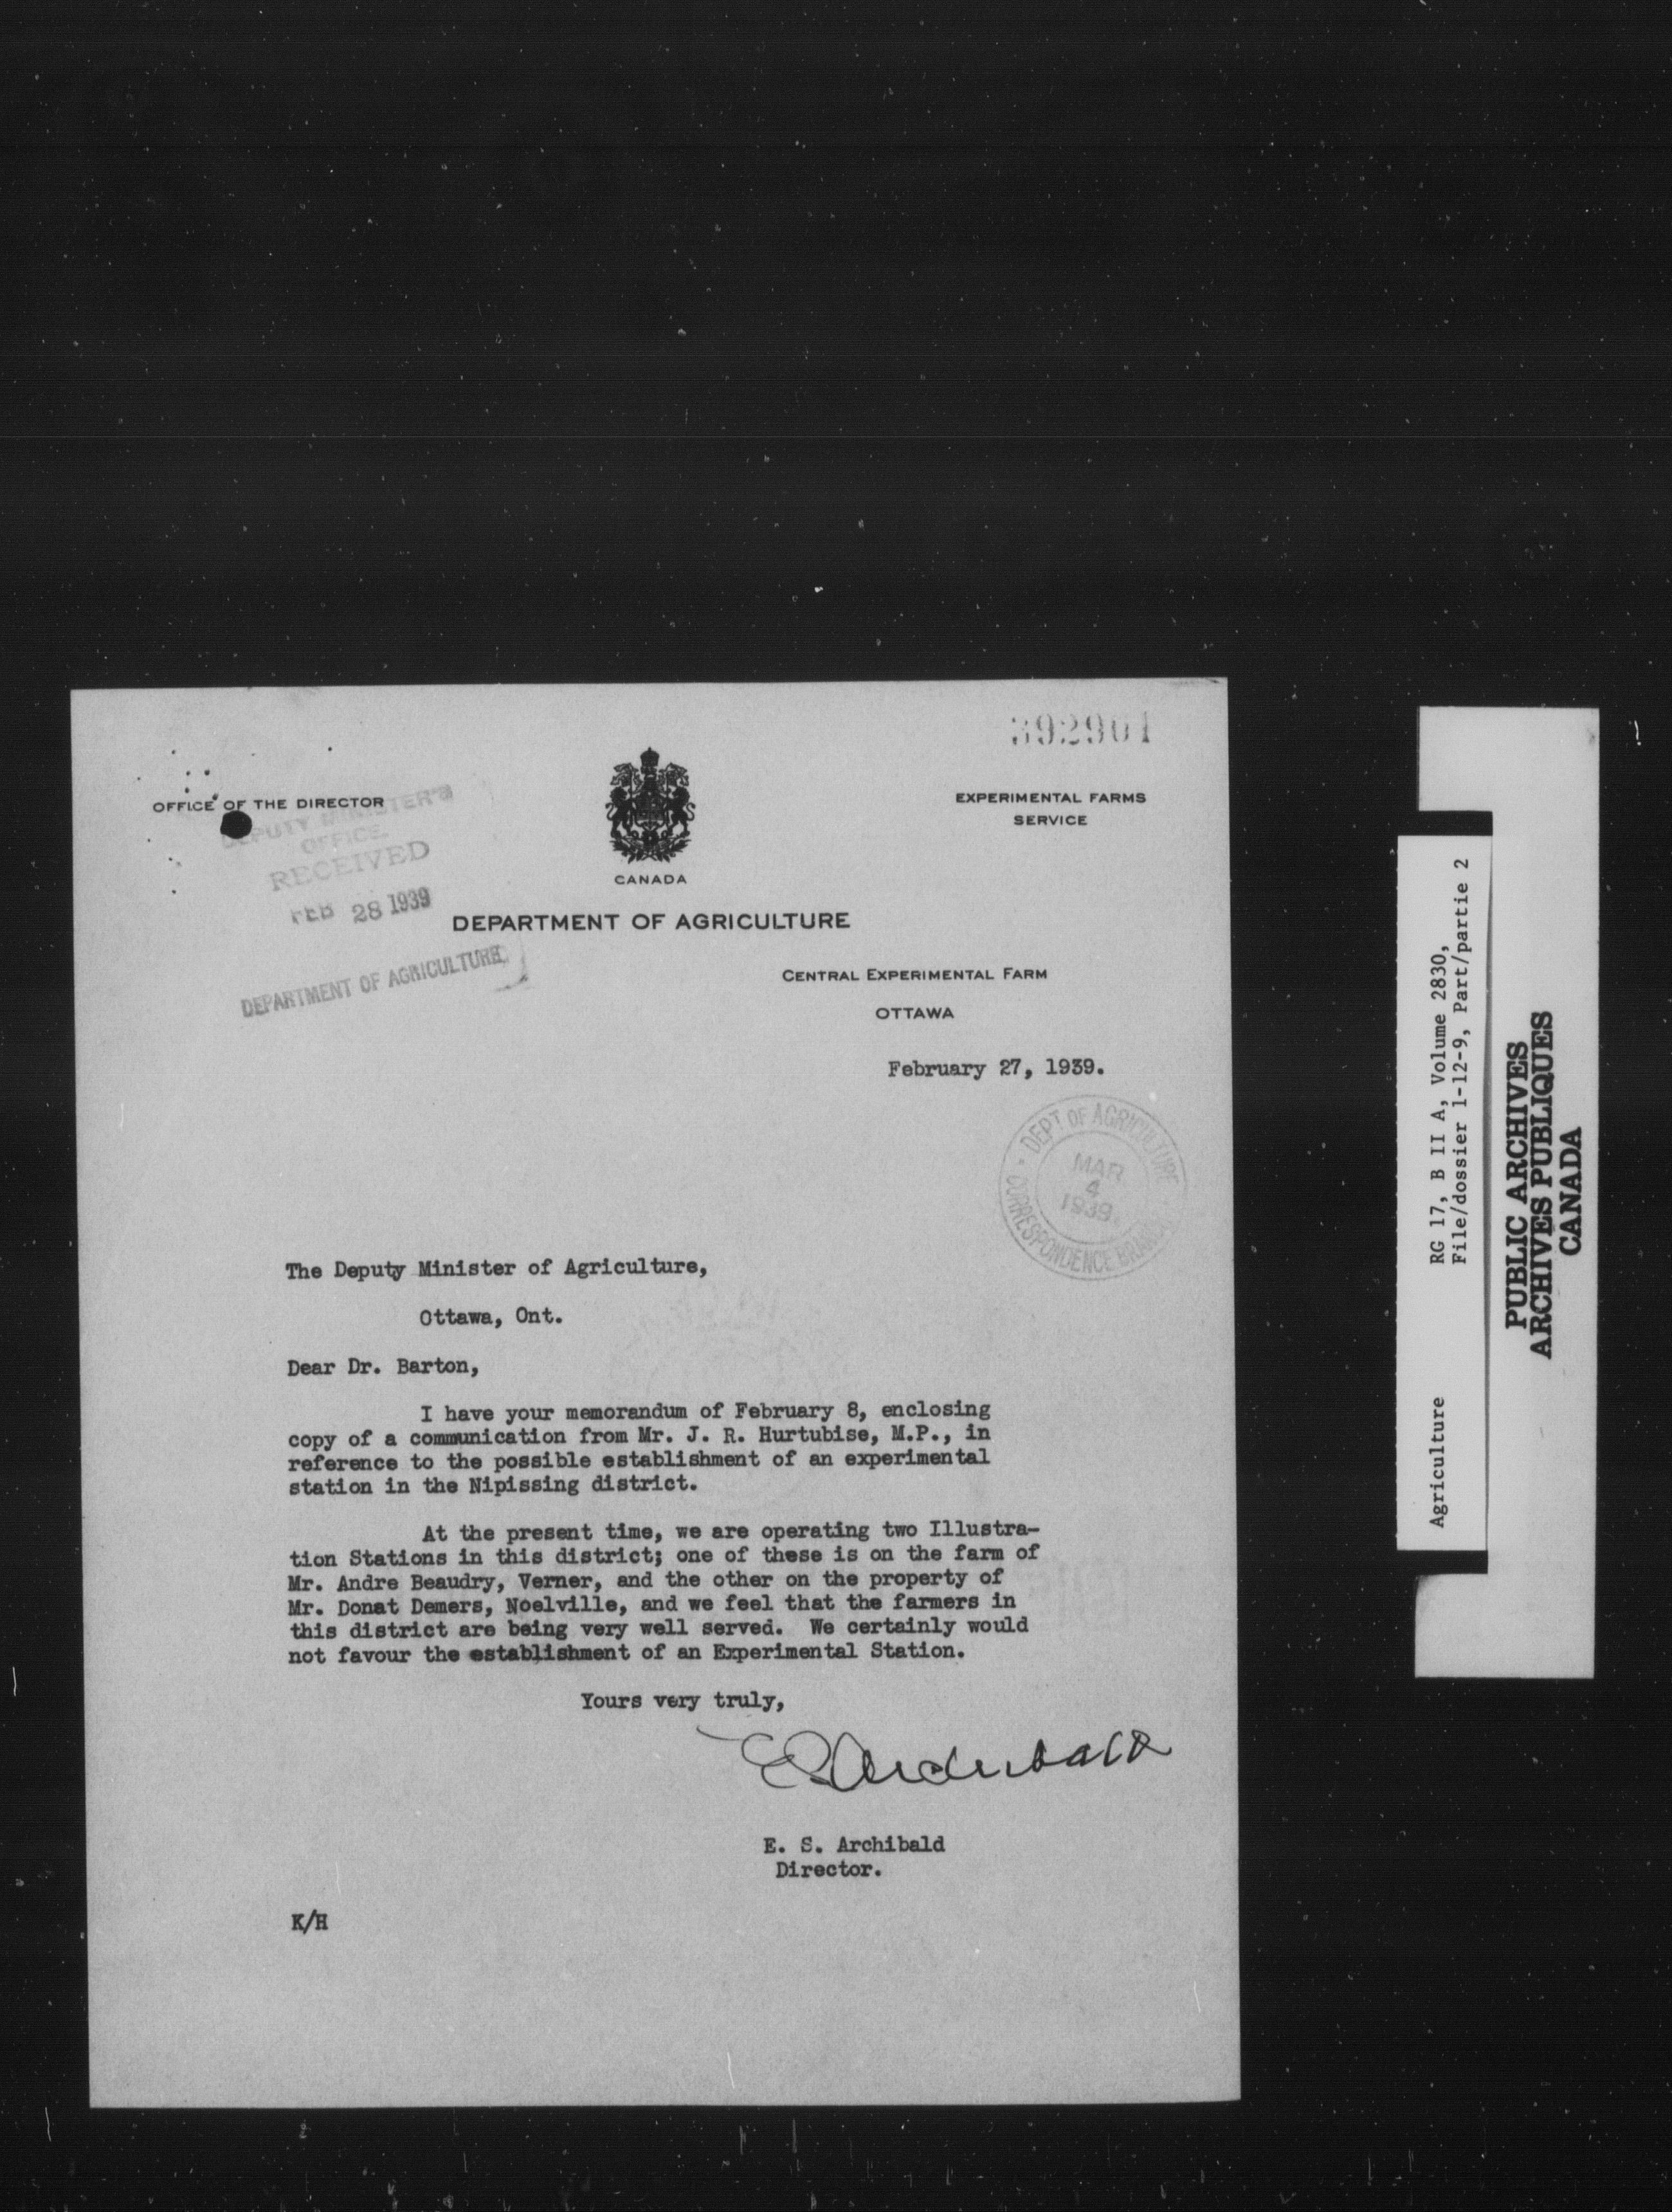 392901
OFFICE OF THE DIRECTOR
EXPERIMENTAL FARMS
SERVICE
DEPUTY MINISTER'S
OFFICE
RECEIVED
FEB 28 1939
DEPARTMENT OF AGRICULTURE
CANADA
DEPARTMENT OF AGRICULTURE
CENTRAL EXPERIMENTAL FARM
OTTAWA
February 27, 1939.
DEPT OF AGRICULTURE
MAR
4
1939
CORRESPONDENCE BRANCH
The Deputy Minister of Agriculture,
Ottawa, Ont.
Dear Dr. Barton,
I have your memorandum of February 8, enclosing
copy of a communication from Mr. J. R. Hurtubise, M.P., in
reference to the possible establishment of an experimental
station in the Nipissing district.
At the present time, we are operating two Illustra-
tion Stations in this district; one of these is on the farm of
Mr. Andre Beaudry, Verner, and the other on the property of
Mr. Donat Demers, Noelville, and we feel that the farmers in
this district are being very well served. We certainly would
not favour the establishment of an Experimental Station.
Yours very truly,
ESArchibald
E. S. Archibald
Director.
K/H
Agriculture RG 17, B II A, Volume 2830,
File/dossier 1-12-9, Part/partie 2
PUBLIC ARCHIVES
ARCHIVES PUBLIQUES
CANADA